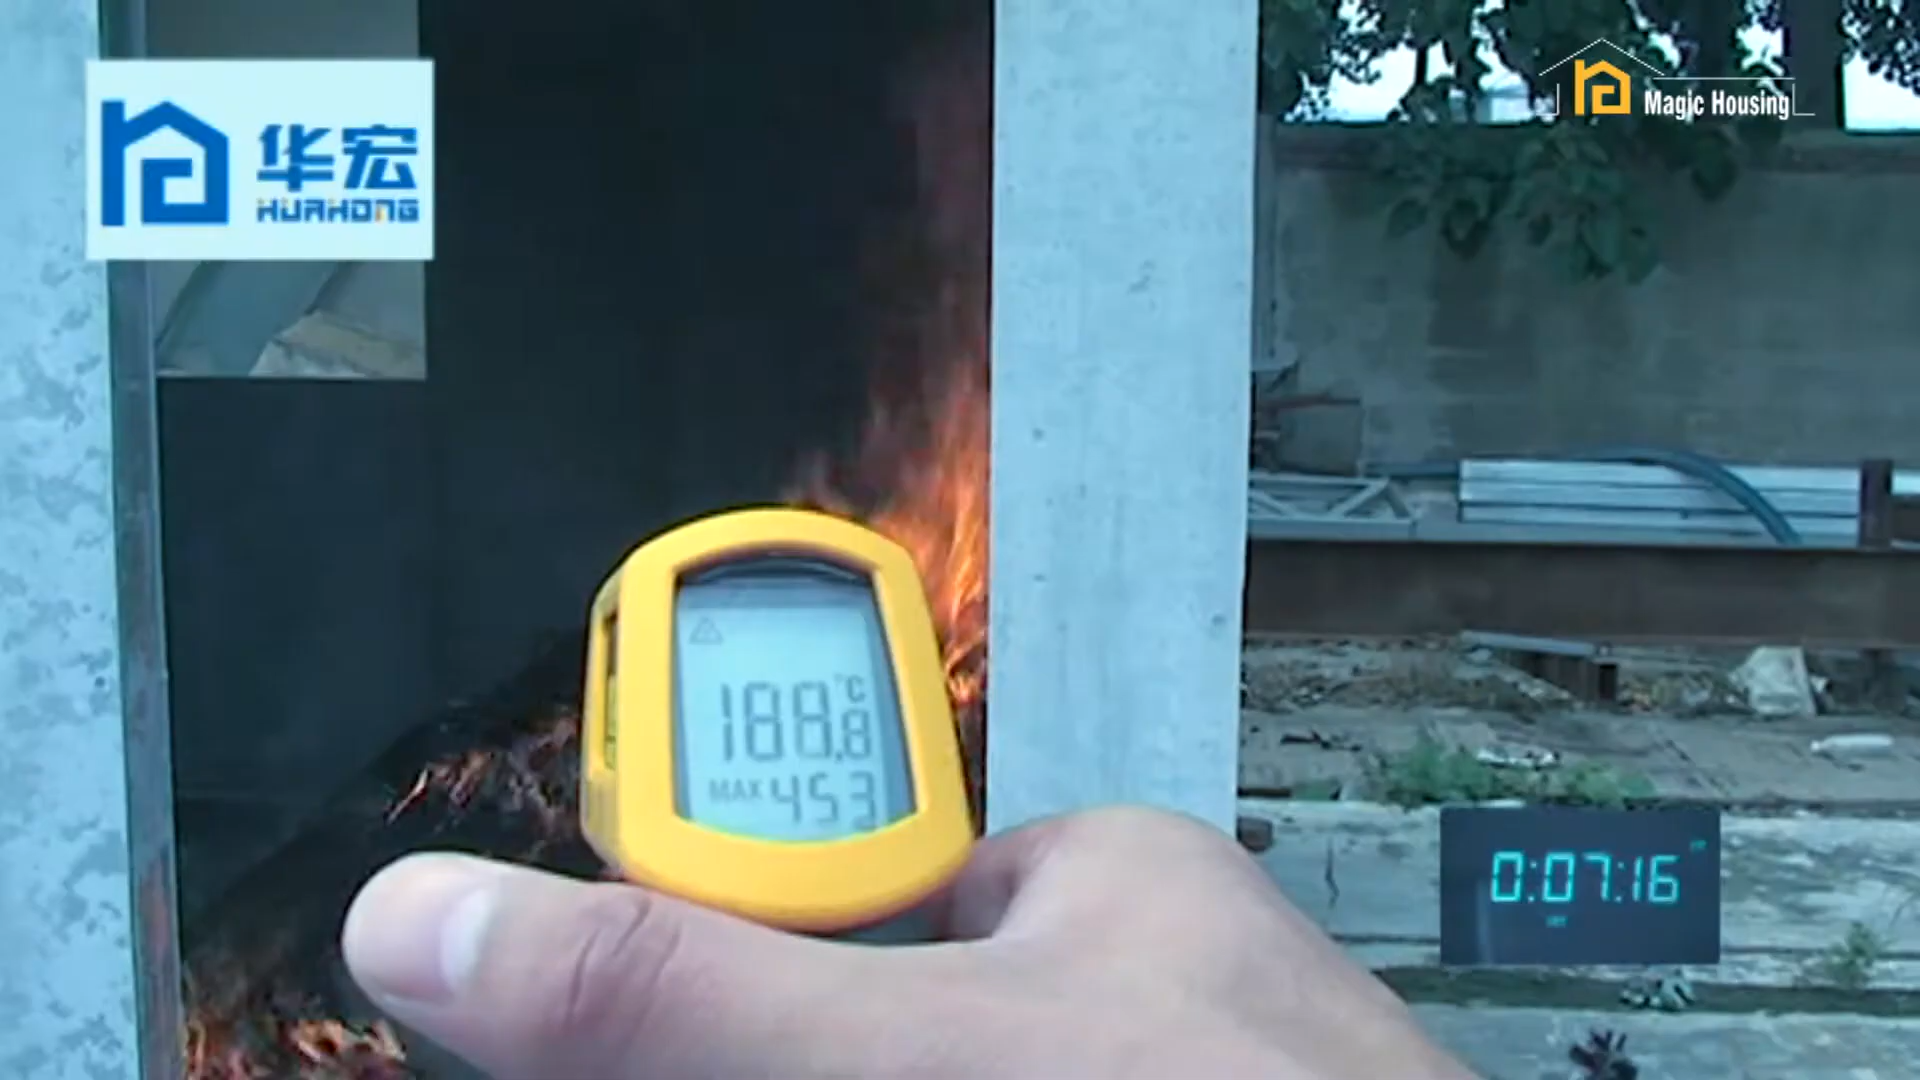 华宏
HUAHONG
Magic Housing
188.8 °C
MAX 453
0:07:16